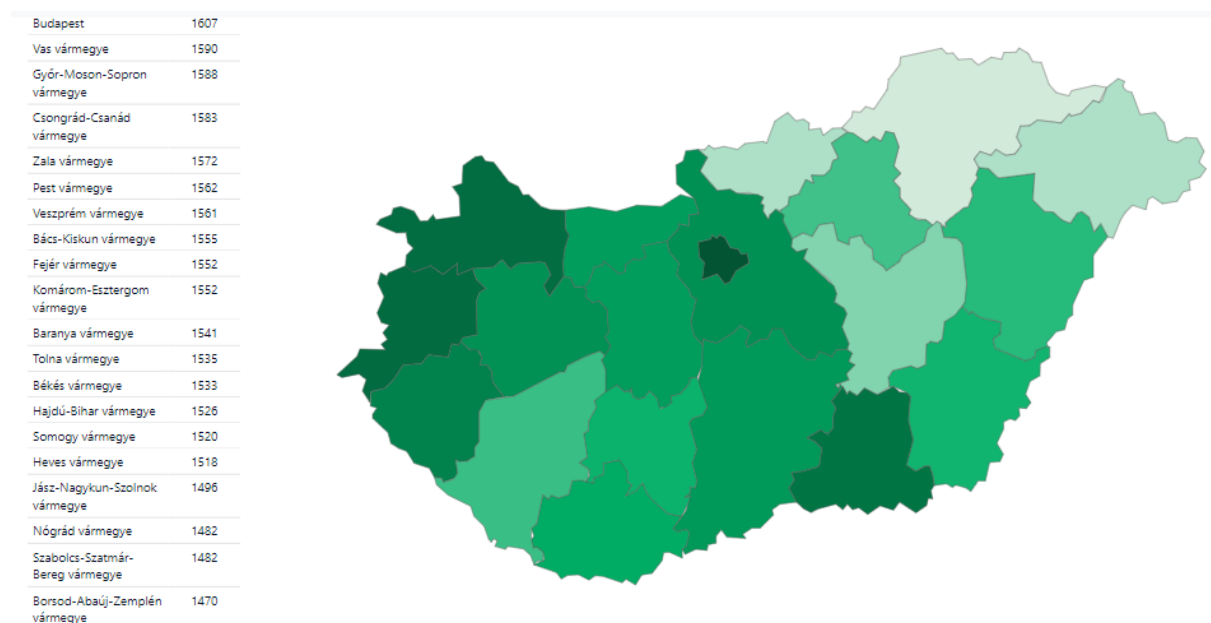 Budapest 1607
Vas vármegye 1590
Győr-Moson-Sopron 1588
vármegye
Csongrád-Csanád 1583
vármegye
Zala vármegye 1572
Pest vármegye 1562
Veszprém vármegye 1561
Bács-Kiskun vármegye 1555
Fejér vármegye 1552
Komárom-Esztergom 1552
vármegye
Baranya vármegye 1541
Tolna vármegye 1535
Békés vármegye 1533
Hajdú-Bihar vármegye 1526
Somogy vármegye 1520
Heves vármegye 1518
Jász-Nagykun-Szolnok 1496
vármegye
Nógrád vármegye 1482
Szabolcs-Szatmár- 1482
Bereg vármegye
Borsod-Abaúj-Zemplén 1470
vármegye